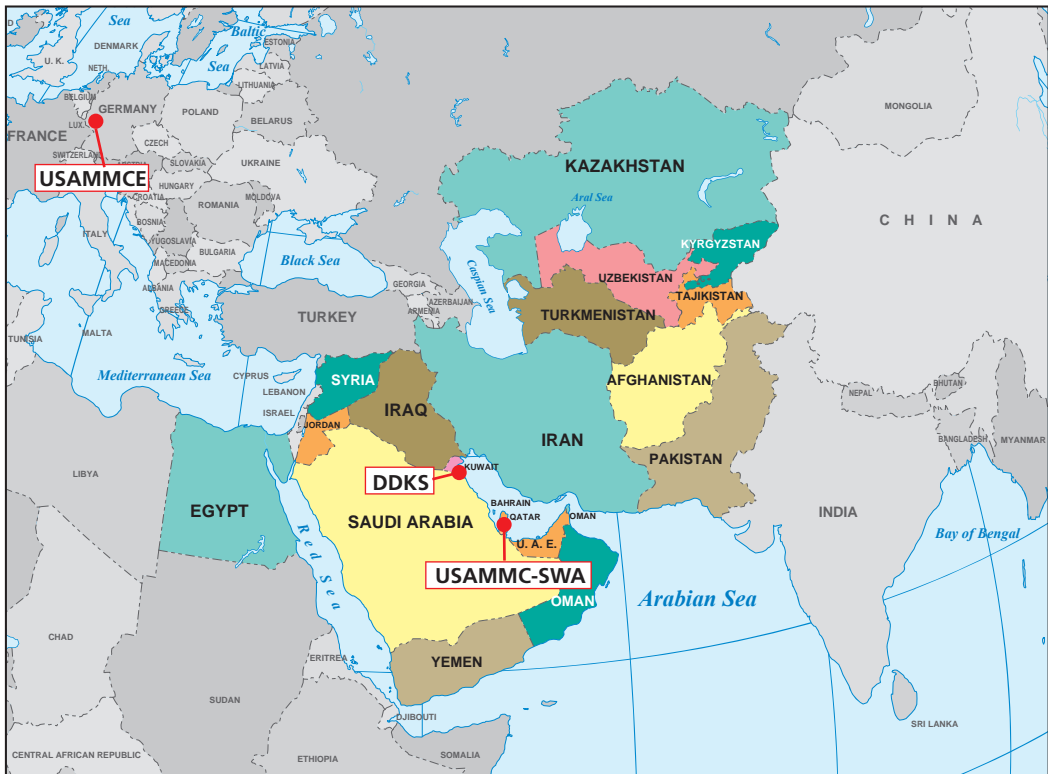 Sea
Baltic
Sea
DENMARK
ESTONIA
LATVIA
LITHUANIA
U. K.
NETH.
BELGIUM
GERMANY
POLAND
BELARUS
LUX.
FRANCE
CZECH
SLOVAKIA
UKRAINE
SWITZERLAND
USAMMCE
HUNGARY
CROATIA
ROMANIA
MOLDOVA
BOSNIA
ITALY
YUGOSLAVIA
BULGARIA
MACEDONIA
ALBANIA
GREECE
Black Sea
GEORGIA
ARMENIA
AZERBAIJAN
TURKEY
MALTA
TUNISIA
Mediterranean Sea
CYPRUS
LEBANON
ISRAEL
SYRIA
JORDAN
IRAQ
Caspian Sea
Aral Sea
KAZAKHSTAN
KYRGYZSTAN
UZBEKISTAN
TAJIKISTAN
TURKMENISTAN
AFGHANISTAN
IRAN
PAKISTAN
MONGOLIA
CHINA
NEPAL
BHUTAN
BANGLADESH
MYANMAR
INDIA
Bay of Bengal
SRI LANKA
KUWAIT
DDKS
BAHRAIN
QATAR
OMAN
U. A. E.
SAUDI ARABIA
USAMMC-SWA
OMAN
Arabian Sea
YEMEN
Red Sea
EGYPT
LIBYA
CHAD
SUDAN
ERITREA
DJIBOUTI
ETHIOPIA
SOMALIA
CENTRAL AFRICAN REPUBLIC